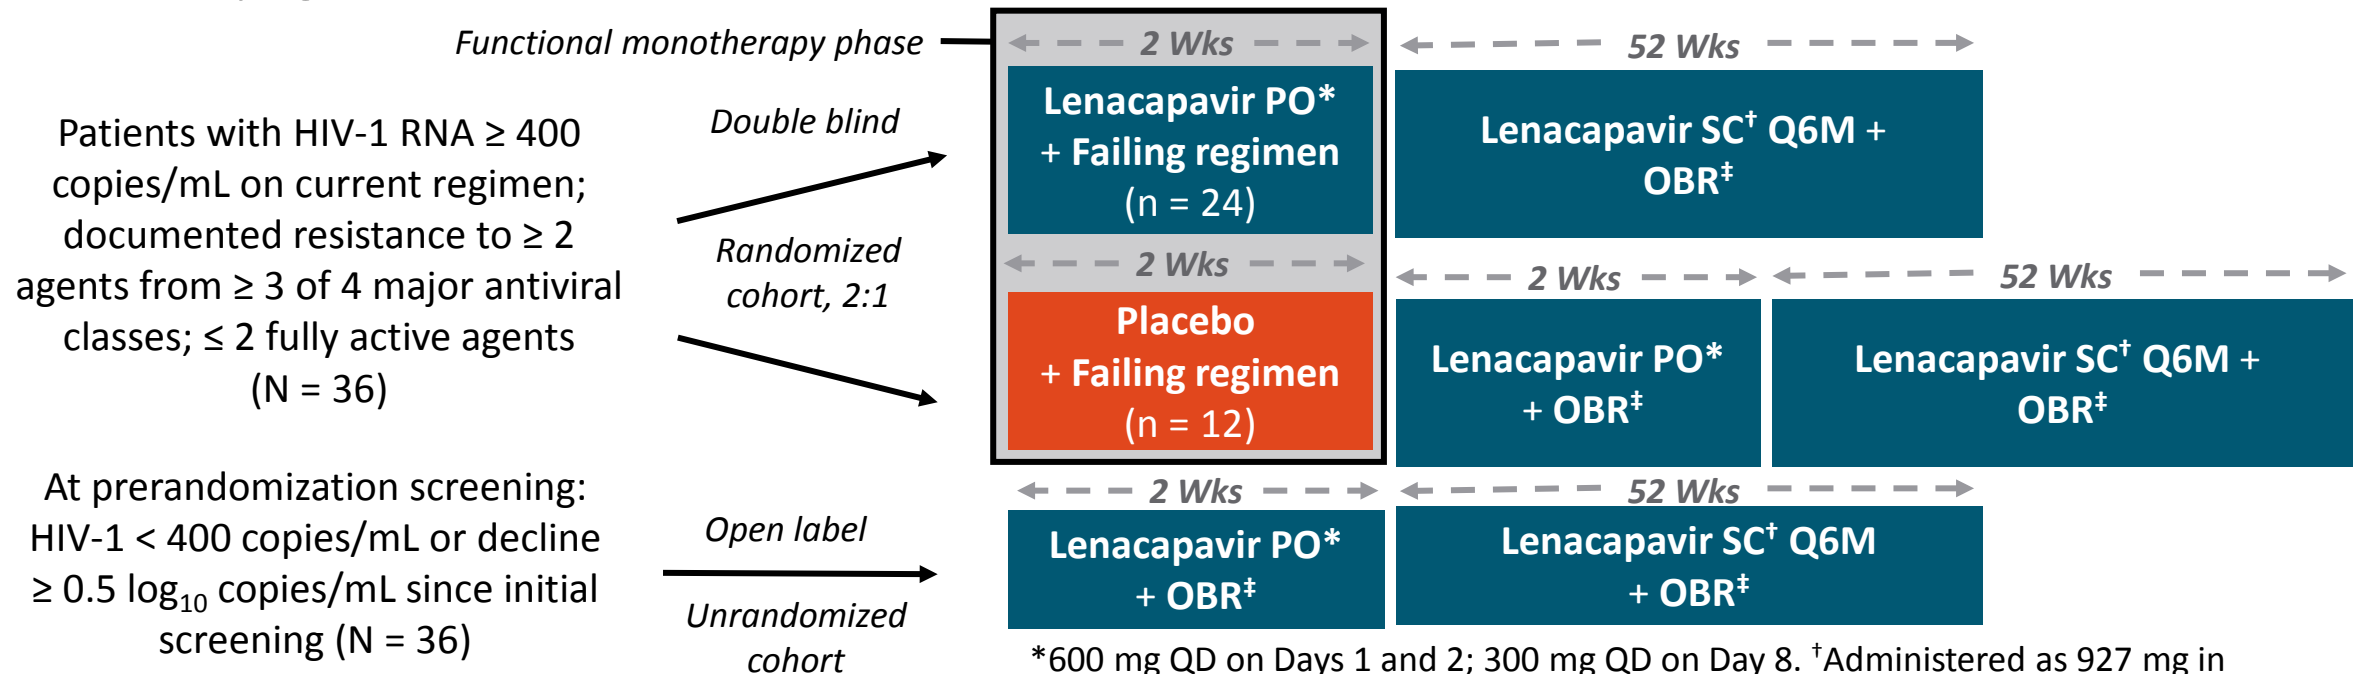 Functional monotherapy phase
2 Wks
52 Wks
Patients with HIV-1 RNA ≥ 400
copies/mL on current regimen;
documented resistance to ≥ 2
agents from ≥ 3 of 4 major antiviral
classes; ≤ 2 fully active agents
(N = 36)
Double blind
Randomized
cohort, 2:1
Lenacapavir PO*
+ Failing regimen
(n = 24)
Lenacapavir SC† Q6M +
OBR‡
2 Wks
2 Wks
52 Wks
Placebo
+ Failing regimen
(n = 12)
Lenacapavir PO*
+ OBR‡
Lenacapavir SC† Q6M +
OBR‡
At prerandomization screening:
HIV-1 < 400 copies/mL or decline
≥ 0.5 log₁₀ copies/mL since initial
screening (N = 36)
Open label
Unrandomized
cohort
2 Wks
52 Wks
Lenacapavir PO*
+ OBR‡
Lenacapavir SC† Q6M
+ OBR‡
*600 mg QD on Days 1 and 2; 300 mg QD on Day 8. †Administered as 927 mg in